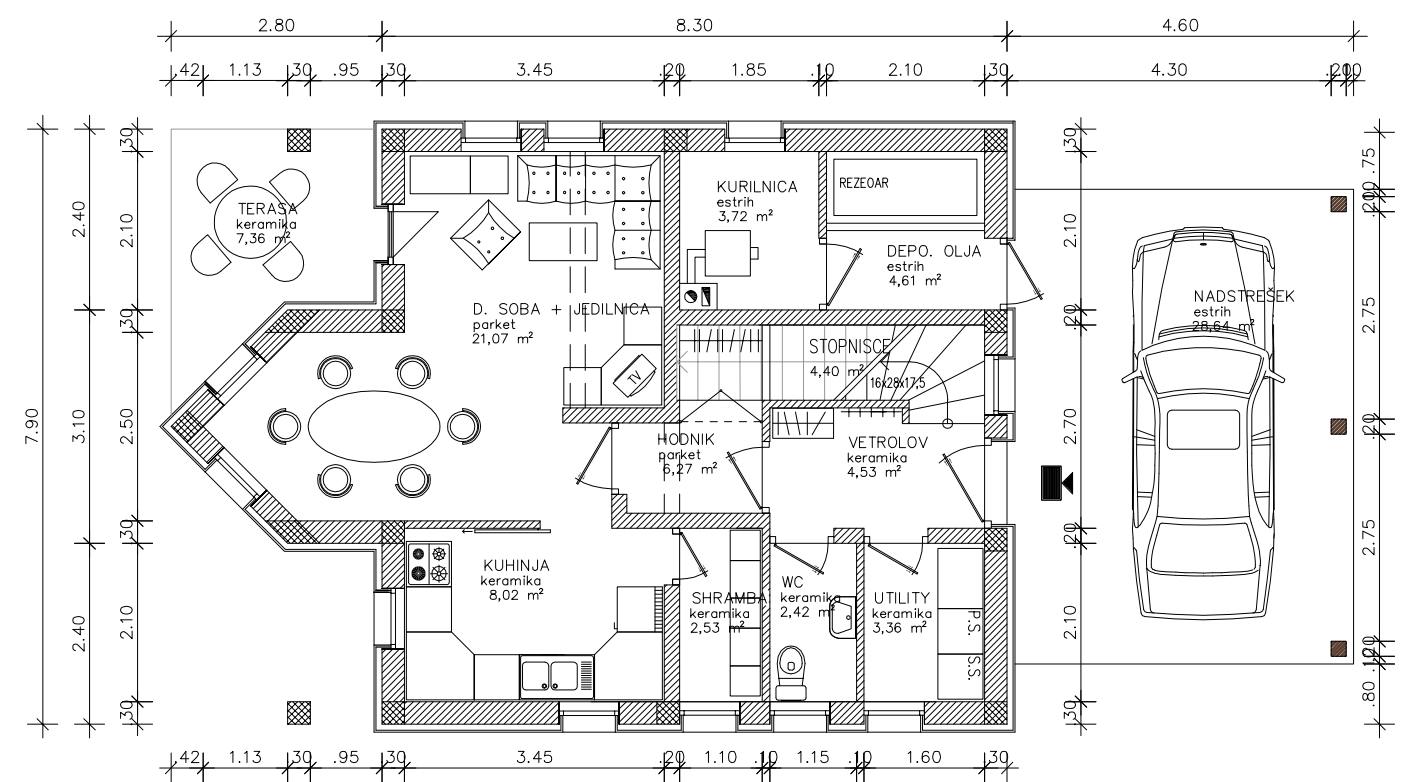 2.80 8.30 4.60
.42 1.13 .30 .95 .30 3.45 .20 1.85 .10 2.10 .30 4.30 .20 .10
7.90
2.40
3.10
2.40
.30
2.10
.30
2.50
.30
2.10
.30
TERASA
keramika
7,36 m²
D. SOBA + JEDILNICA
parket
21,07 m²
TV
KURILNICA
estrih
3,72 m²
REZEOAR
DEPO. OLJA
estrih
4,61 m²
STOPNISCE
4,40 m²
16x28x17,5
HODNIK
parket
6,27 m²
VETROLOV
keramika
4,53 m²
KUHINJA
keramika
8,02 m²
SHRAMBA
keramika
2,53 m²
WC
keramika
2,42 m²
UTILITY
keramika
3,36 m²
P.S.
S.S.
NADSTREŠEK
estrih
28,64 m²
.30
2.10
.20
2.70
.20
2.10
.30
.75
2.75
.20
2.75
.80
.42 1.13 .30 .95 .30 3.45 .20 1.10 .10 1.15 .10 1.60 .30